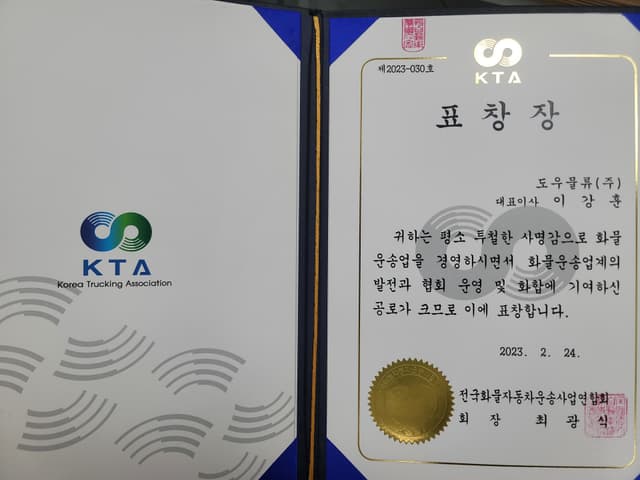 KTA
Korea Trucking Association
제2023-030호
KTA
표창장
도우물류(주)
대표이사 이강훈
귀하는 평소 투철한 사명감으로 화물
운송업을 경영하시면서 화물운송업계의
발전과 협회 운영 및 화합에 기여하신
공로가 크므로 이에 표창합니다.
2023. 2. 24.
전국화물자동차운송사업연합회
회장 최광식